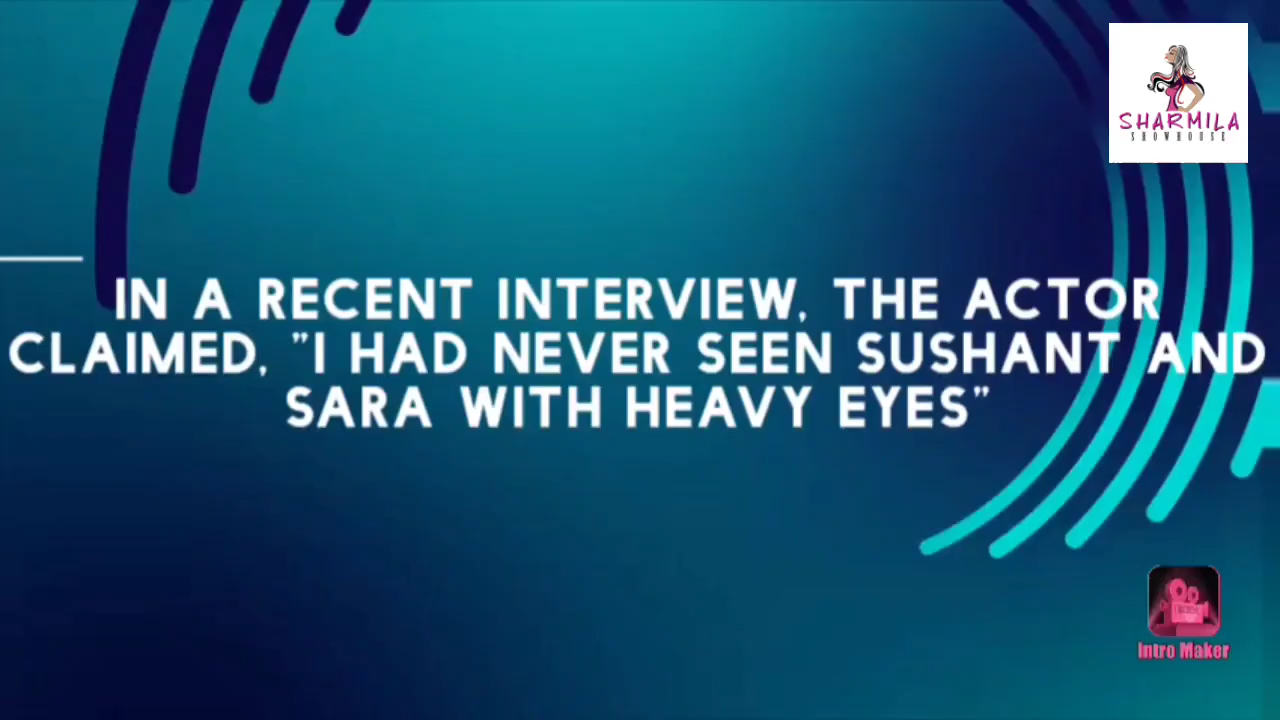 SHARMILA
SHOWHOUSE
IN A RECENT INTERVIEW, THE ACTOR
CLAIMED, "I HAD NEVER SEEN SUSHANT AND
SARA WITH HEAVY EYES"
Intro Maker